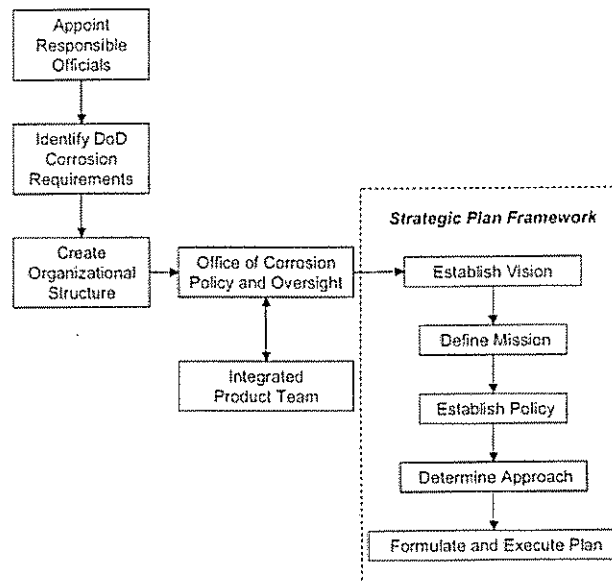 Appoint
Responsible
Officials
Identify DoD
Corrosion
Requirements
Create
Organizational
Structure
Office of Corrosion
Policy and Oversight
Integrated
Product Team
Strategic Plan Framework
Establish Vision
Define Mission
Establish Policy
Determine Approach
Formulate and Execute Plan